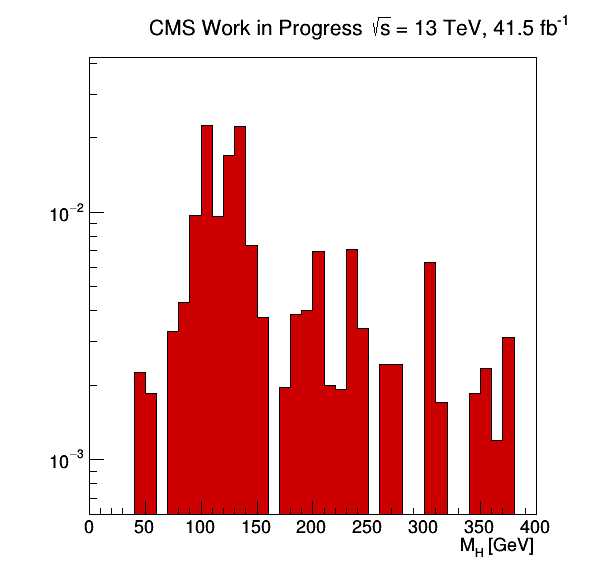 CMS Work in Progress √s = 13 TeV, 41.5 fb⁻¹
10⁻²
10⁻³
0 50 100 150 200 250 300 350 400
M_H [GeV]